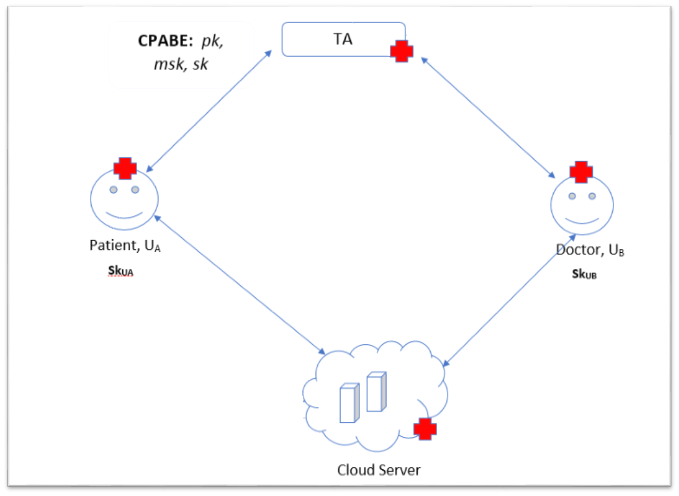 CPABE: pk,
msk, sk
TA
Patient, UA
SkUA
Doctor, UB
SkUB
Cloud Server